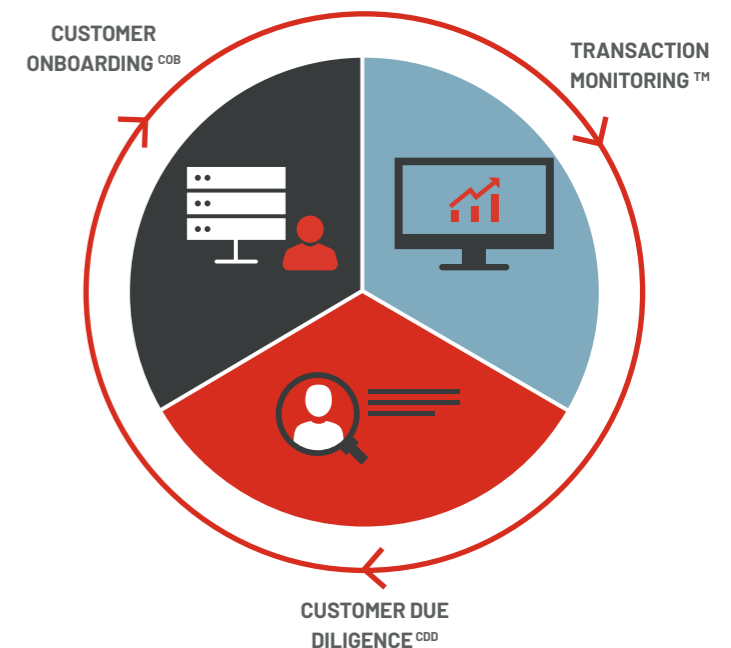 CUSTOMER
ONBOARDING COB
TRANSACTION
MONITORING TM
CUSTOMER DUE
DILIGENCE CDD